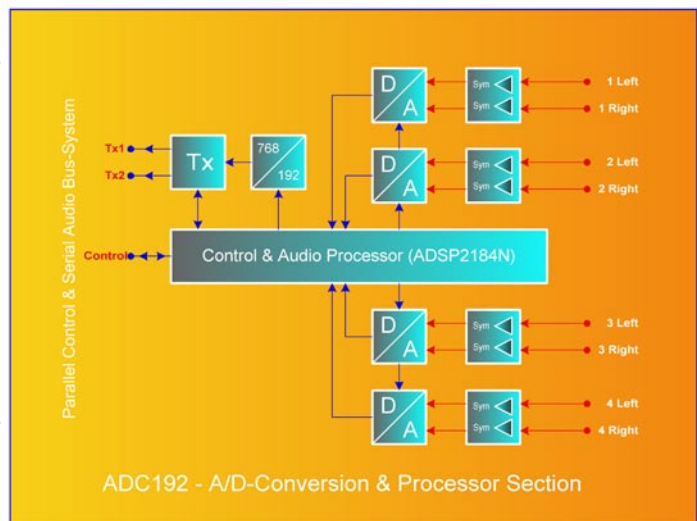 Parallel Control & Serial Audio Bus-System
D
A
Sym
Sym
1 Left
1 Right
Tx1
Tx2
Tx
768
192
D
A
Sym
Sym
2 Left
2 Right
Control
Control & Audio Processor (ADSP2184N)
D
A
Sym
Sym
3 Left
3 Right
D
A
Sym
Sym
4 Left
4 Right
ADC192 - A/D-Conversion & Processor Section